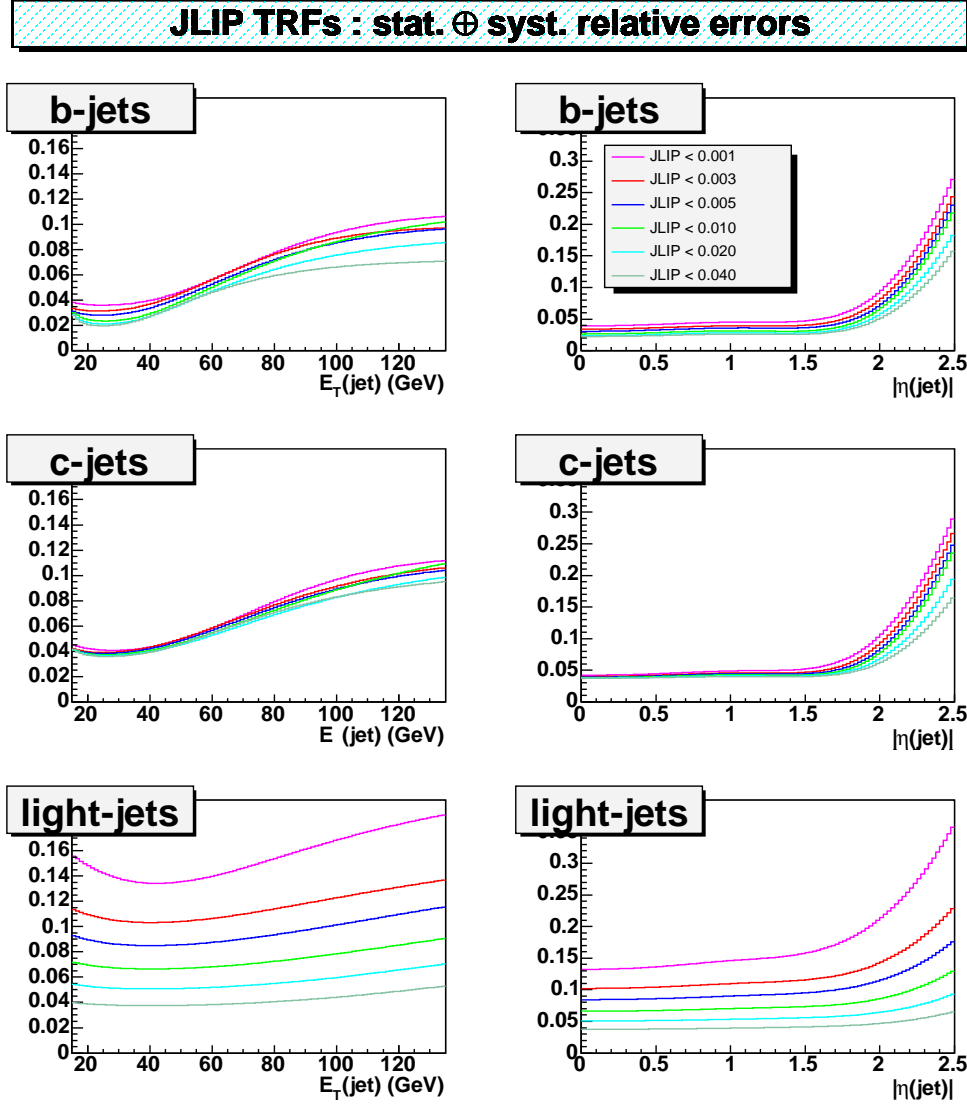 JLIP TRFs : stat. ⊕ syst. relative errors
b-jets
0.16
0.14
0.12
0.1
0.08
0.06
0.04
0.02
0
20 40 60 80 100 120
E_T(jet) (GeV)
b-jets
0.3
0.25
0.2
0.15
0.1
0.05
0
JLIP < 0.001
JLIP < 0.003
JLIP < 0.005
JLIP < 0.010
JLIP < 0.020
JLIP < 0.040
0 0.5 1 1.5 2 2.5
|η(jet)|
c-jets
0.16
0.14
0.12
0.1
0.08
0.06
0.04
0.02
0
20 40 60 80 100 120
E (jet) (GeV)
c-jets
0.3
0.25
0.2
0.15
0.1
0.05
0
0 0.5 1 1.5 2 2.5
|η(jet)|
light-jets
0.16
0.14
0.12
0.1
0.08
0.06
0.04
0.02
0
20 40 60 80 100 120
E_T(jet) (GeV)
light-jets
0.3
0.25
0.2
0.15
0.1
0.05
0
0 0.5 1 1.5 2 2.5
|η(jet)|